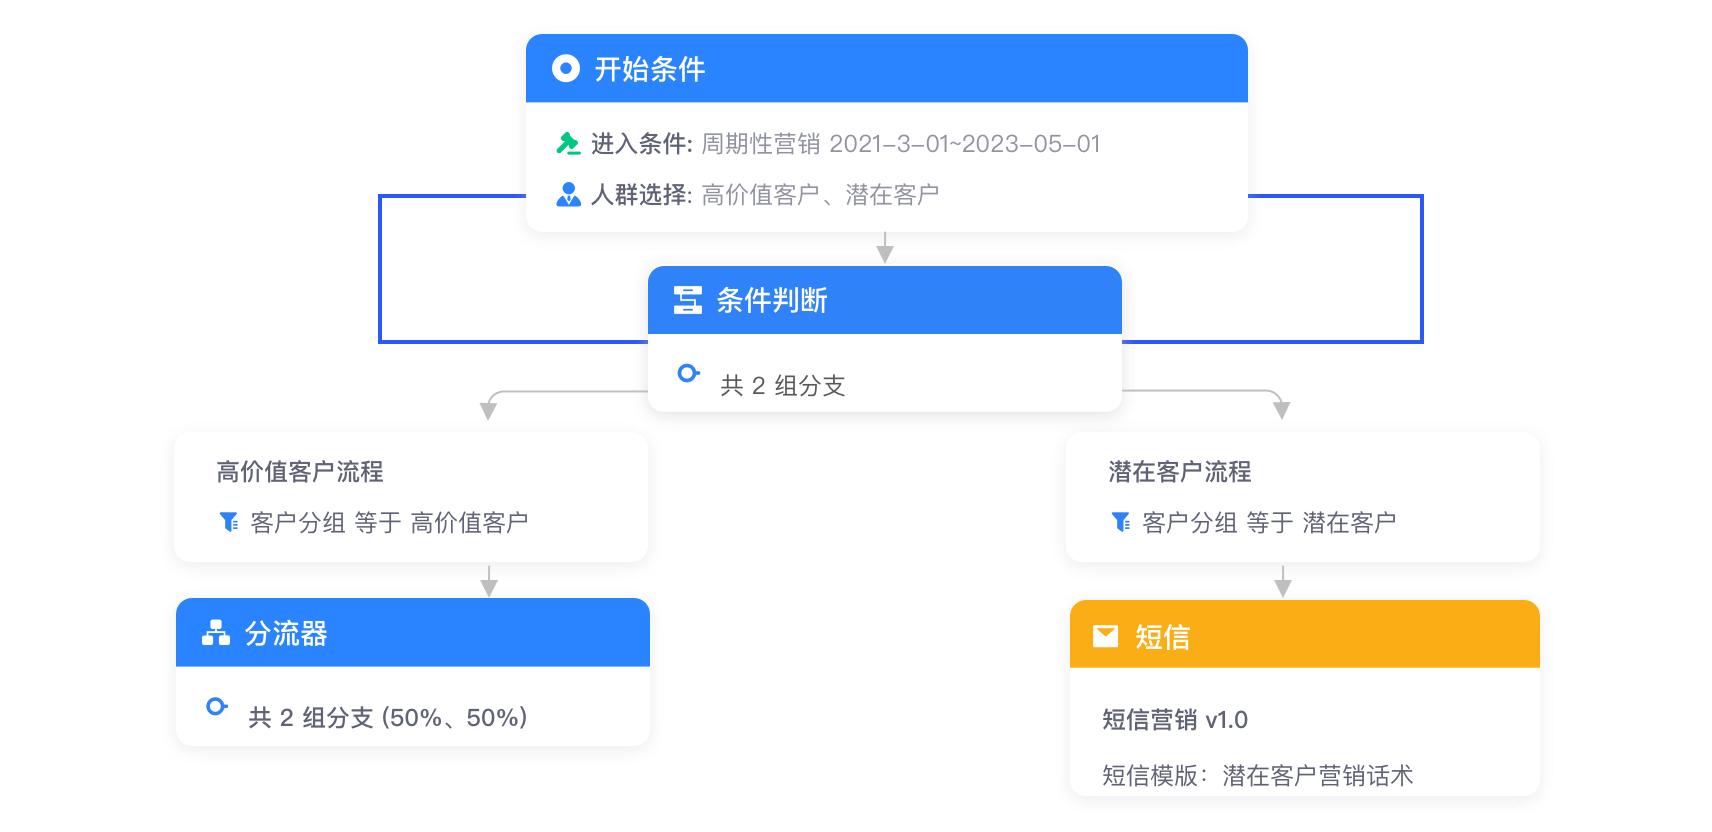 开始条件
进入条件: 周期性营销 2021-3-01~2023-05-01
人群选择: 高价值客户、潜在客户
条件判断
共 2 组分支
高价值客户流程
客户分组 等于 高价值客户
潜在客户流程
客户分组 等于 潜在客户
分流器
共 2 组分支 (50%、50%)
短信
短信营销 v1.0
短信模版：潜在客户营销话术